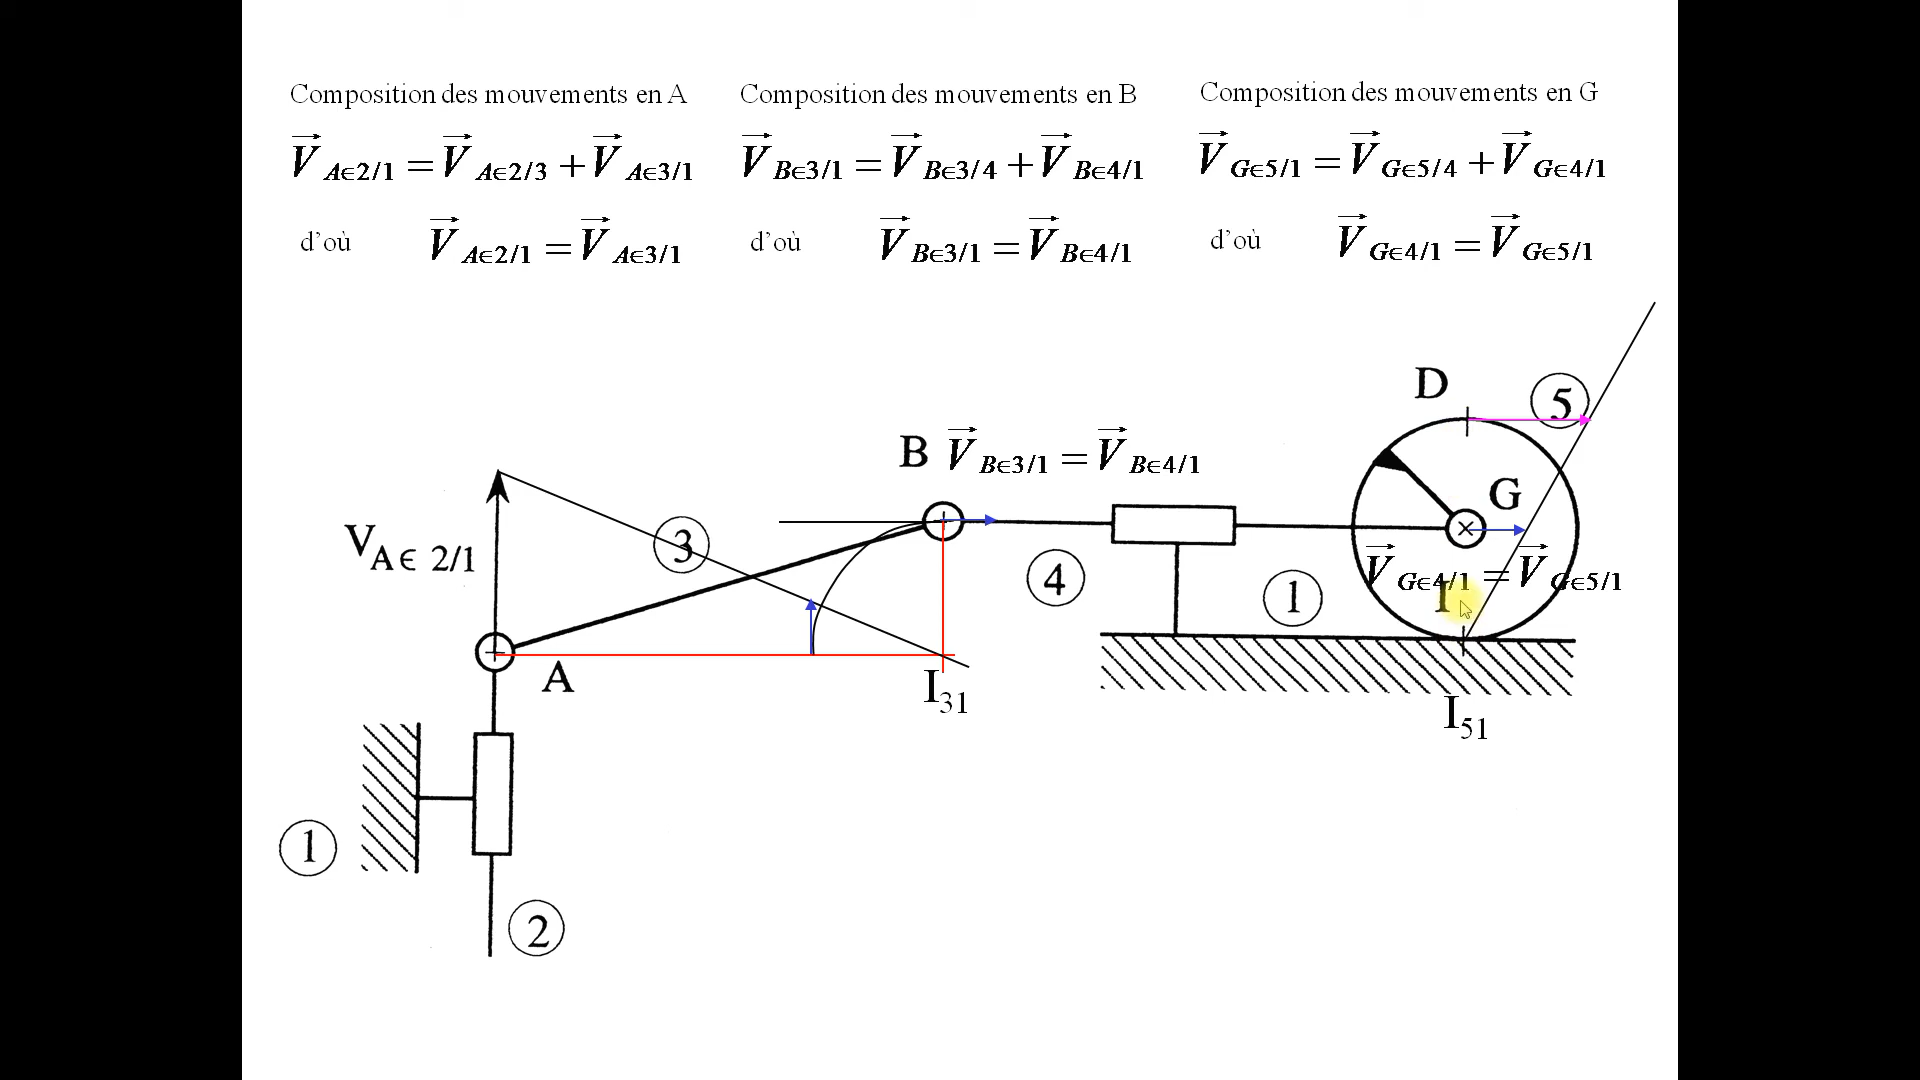 Composition des mouvements en A
V A∈2/1 = V A∈2/3 + V A∈3/1
d'où V A∈2/1 = V A∈3/1
Composition des mouvements en B
V B∈3/1 = V B∈3/4 + V B∈4/1
d'où V B∈3/1 = V B∈4/1
Composition des mouvements en G
V G∈5/1 = V G∈5/4 + V G∈4/1
d'où V G∈4/1 = V G∈5/1
D
5
B V B∈3/1 = V B∈4/1
G
V A∈ 2/1
3
4
1
V G∈4/1 = V G∈5/1
I
A
I31
I51
1
2